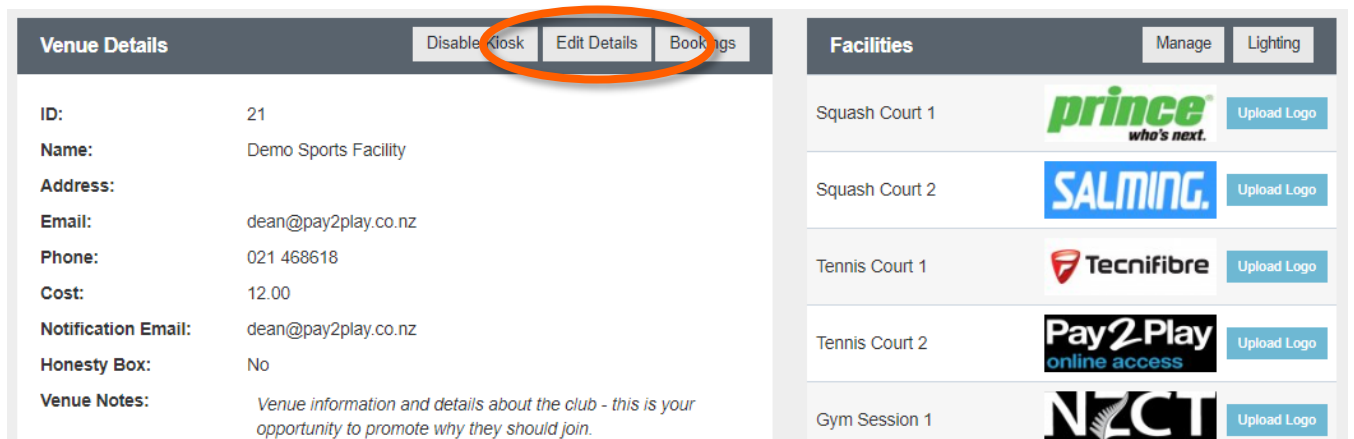 Venue Details
Disable Kiosk
Edit Details
Bookings
ID: 21
Name: Demo Sports Facility
Address:
Email: dean@pay2play.co.nz
Phone: 021 468618
Cost: 12.00
Notification Email: dean@pay2play.co.nz
Honesty Box: No
Venue Notes: Venue information and details about the club - this is your
opportunity to promote why they should join.
Facilities
Manage
Lighting
Squash Court 1
prince
who's next.
Upload Logo
Squash Court 2
SALMING.
Upload Logo
Tennis Court 1
Tecnifibre
Upload Logo
Tennis Court 2
Pay2Play
online access
Upload Logo
Gym Session 1
NZCT
Upload Logo